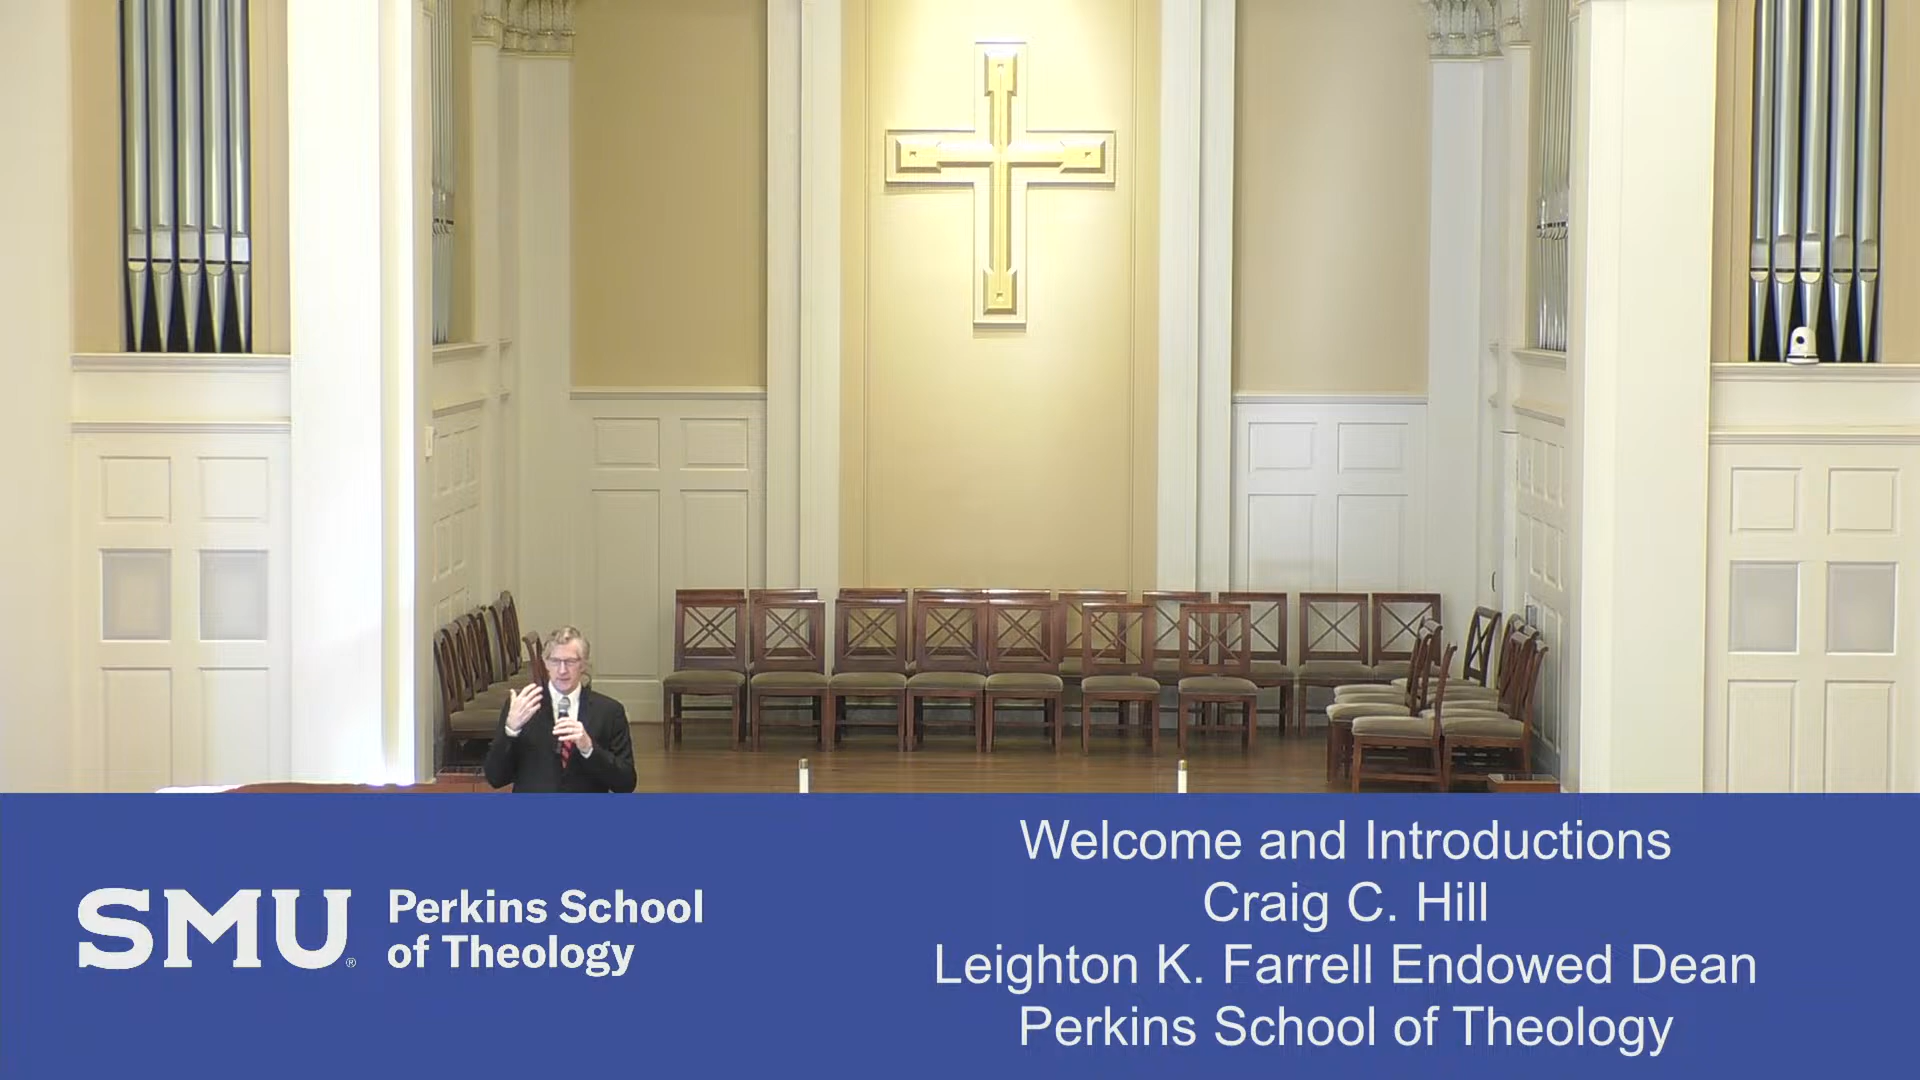 SMU®
Perkins School
of Theology
Welcome and Introductions
Craig C. Hill
Leighton K. Farrell Endowed Dean
Perkins School of Theology